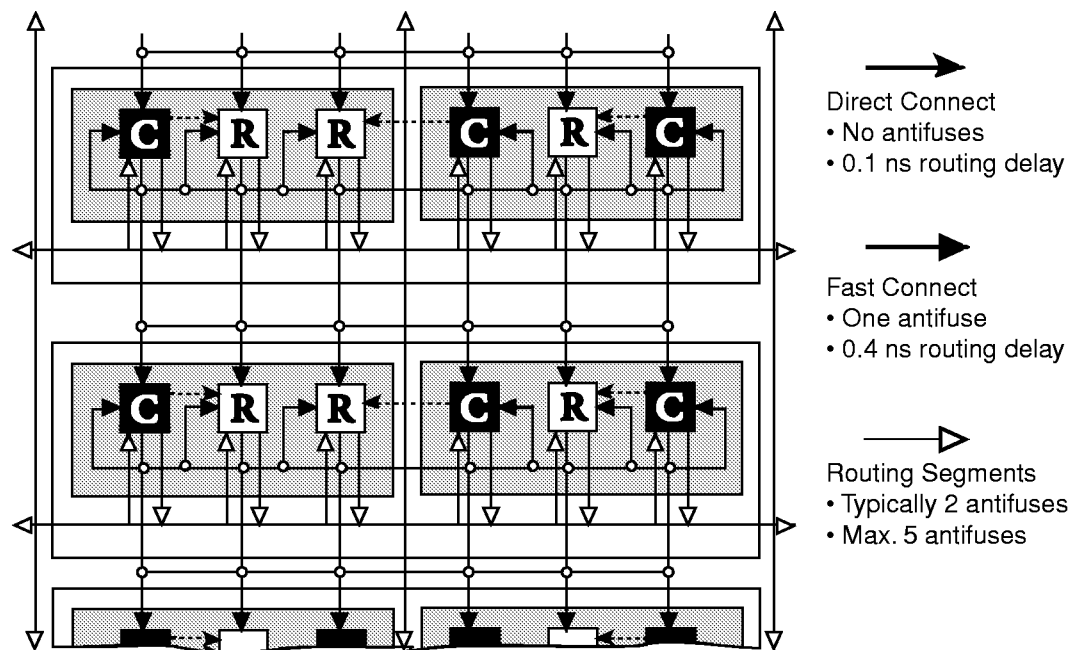 C R R C R C
C R R C R C
Direct Connect
• No antifuses
• 0.1 ns routing delay
Fast Connect
• One antifuse
• 0.4 ns routing delay
Routing Segments
• Typically 2 antifuses
• Max. 5 antifuses